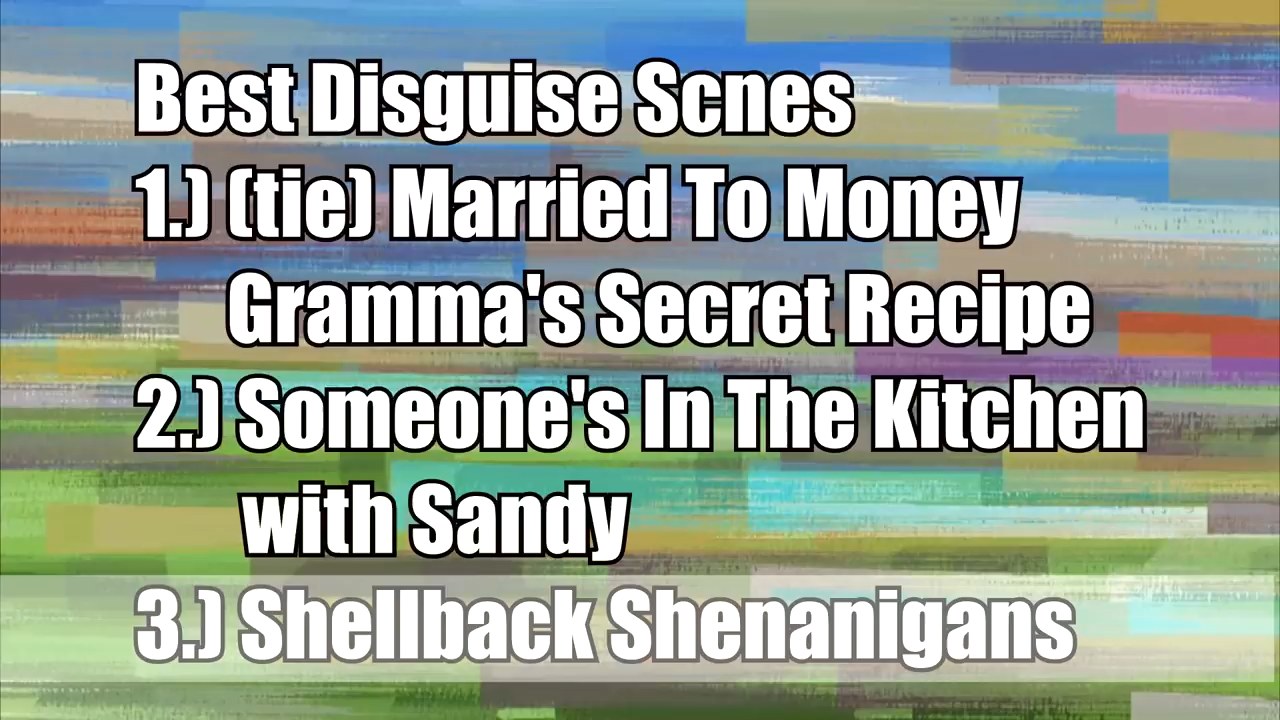 Best Disguise Scnes
1.) (tie) Married To Money
Gramma's Secret Recipe
2.) Someone's In The Kitchen
with Sandy
3.) Shellback Shenanigans